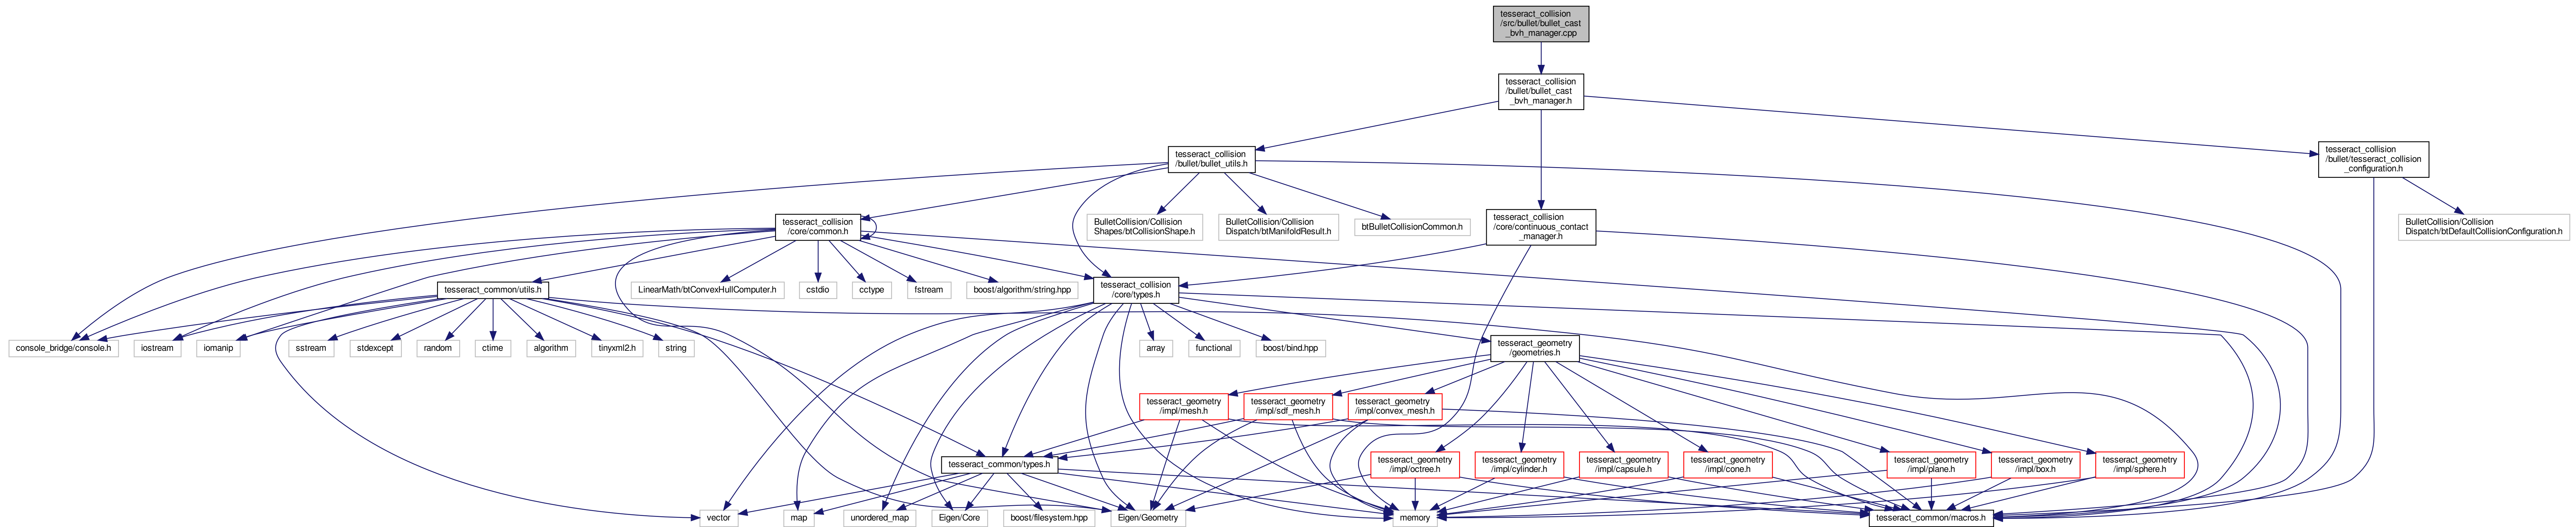 tesseract_collision
/src/bullet/bullet_cast
_bvh_manager.cpp
tesseract_collision
/bullet/bullet_cast
_bvh_manager.h
tesseract_collision
/bullet/bullet_utils.h
tesseract_collision
/bullet/tesseract_collision
_configuration.h
tesseract_collision
/core/common.h
BulletCollision/Collision
Shapes/btCollisionShape.h
BulletCollision/Collision
Dispatch/btManifoldResult.h
btBulletCollisionCommon.h
tesseract_collision
/core/continuous_contact
_manager.h
BulletCollision/Collision
Dispatch/btDefaultCollisionConfiguration.h
tesseract_common/utils.h
LinearMath/btConvexHullComputer.h
cstdio
cctype
fstream
boost/algorithm/string.hpp
tesseract_collision
/core/types.h
console_bridge/console.h
iostream
iomanip
sstream
stdexcept
random
ctime
algorithm
tinyxml2.h
string
array
functional
boost/bind.hpp
tesseract_geometry
/geometries.h
tesseract_geometry
/impl/mesh.h
tesseract_geometry
/impl/sdf_mesh.h
tesseract_geometry
/impl/convex_mesh.h
tesseract_common/types.h
tesseract_geometry
/impl/octree.h
tesseract_geometry
/impl/cylinder.h
tesseract_geometry
/impl/capsule.h
tesseract_geometry
/impl/cone.h
tesseract_geometry
/impl/plane.h
tesseract_geometry
/impl/box.h
tesseract_geometry
/impl/sphere.h
vector
map
unordered_map
Eigen/Core
boost/filesystem.hpp
Eigen/Geometry
memory
tesseract_common/macros.h